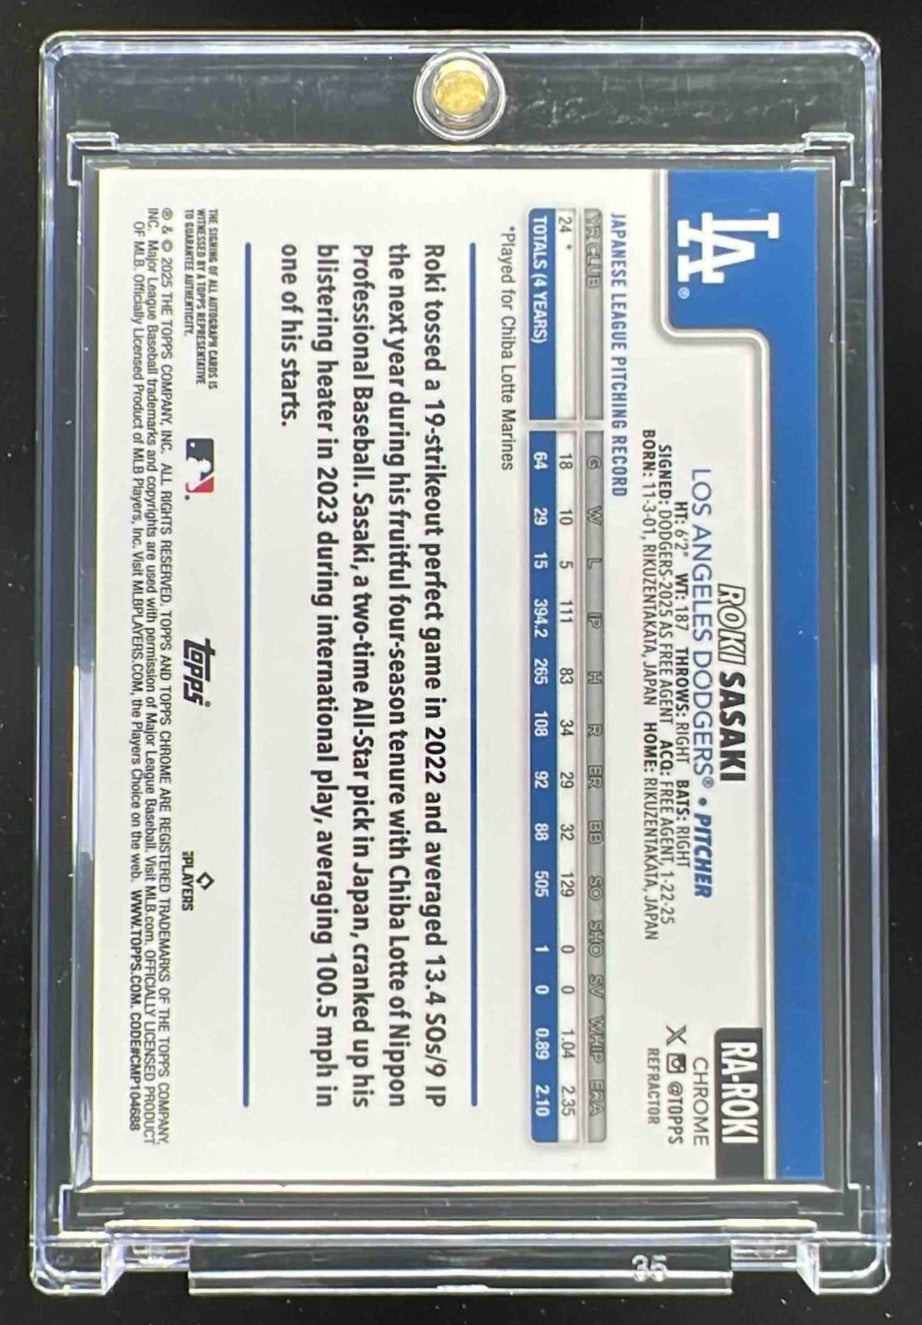 LA®
RA-ROKI
ROKI SASAKI
CHROME
LOS ANGELES DODGERS® • PITCHER
X @TOPPS
HT: 6'2" WT: 187 THROWS: RIGHT BATS: RIGHT
REFRACTOR
SIGNED: DODGERS-2025 AS FREE AGENT ACQ: FREE AGENT, 1-22-25
BORN: 11-3-01, RIKUZENTAKATA, JAPAN HOME: RIKUZENTAKATA, JAPAN
JAPANESE LEAGUE PITCHING RECORD
YR CLUB G W L IP H R ER BB SO SHO SV WHIP ERA
24 * 18 10 5 111 83 34 29 32 129 0 0 1.04 2.35
TOTALS (4 YEARS) 64 29 15 394.2 265 108 92 88 505 1 0 0.89 2.10
*Played for Chiba Lotte Marines
Roki tossed a 19-strikeout perfect game in 2022 and averaged 13.4 SOs/9 IP
the next year during his fruitful four-season tenure with Chiba Lotte of Nippon
Professional Baseball. Sasaki, a two-time All-Star pick in Japan, cranked up his
blistering heater in 2023 during international play, averaging 100.5 mph in
one of his starts.
THE SIGNING OF ALL AUTOGRAPH CARDS IS
WITNESSED BY A TOPPS REPRESENTATIVE
TO GUARANTEE AUTHENTICITY.
topps
PLAYERS
® & © 2025 THE TOPPS COMPANY, INC. ALL RIGHTS RESERVED. TOPPS AND TOPPS CHROME ARE REGISTERED TRADEMARKS OF THE TOPPS COMPANY,
INC. Major League Baseball trademarks and copyrights are used with permission of Major League Baseball. Visit MLB.com. OFFICIALLY LICENSED PRODUCT
OF MLB. Officially Licensed Product of MLB Players, Inc. Visit MLBPLAYERS.COM, the Players Choice on the web. WWW.TOPPS.COM. CODE#CMP104688